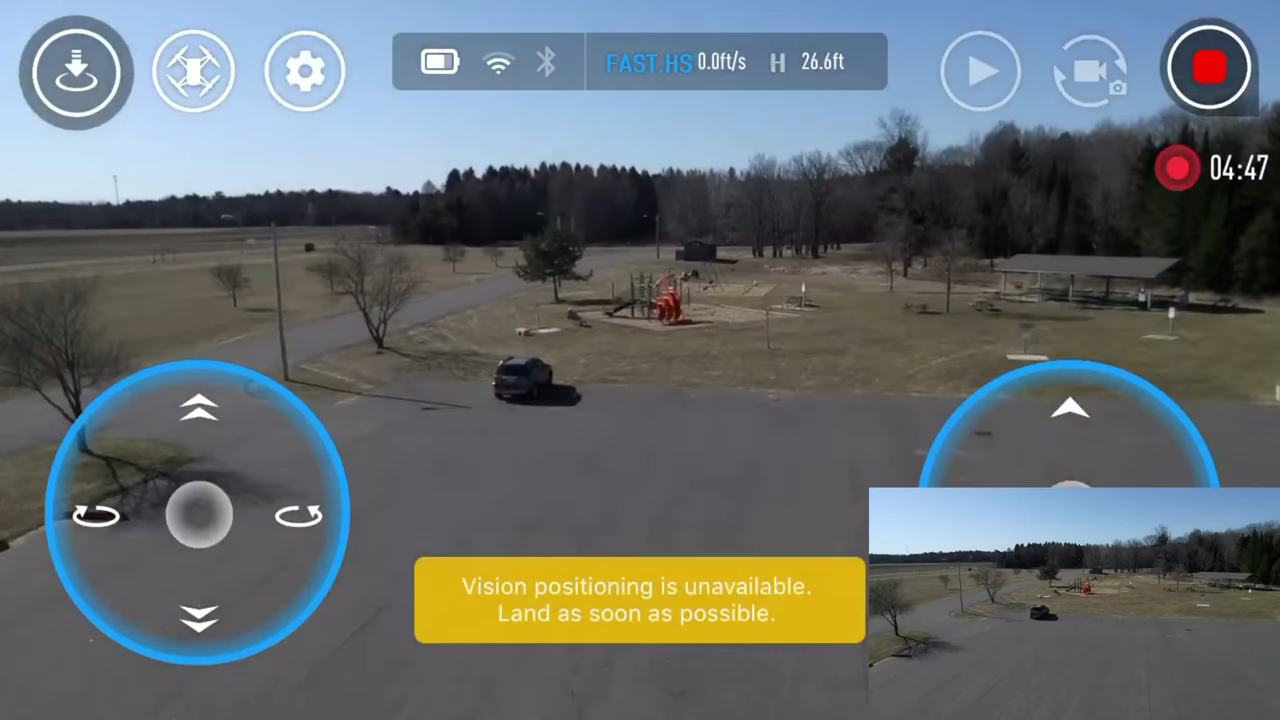 FAST.HS 0.0ft/s H 26.6ft
04:47
Vision positioning is unavailable.
Land as soon as possible.